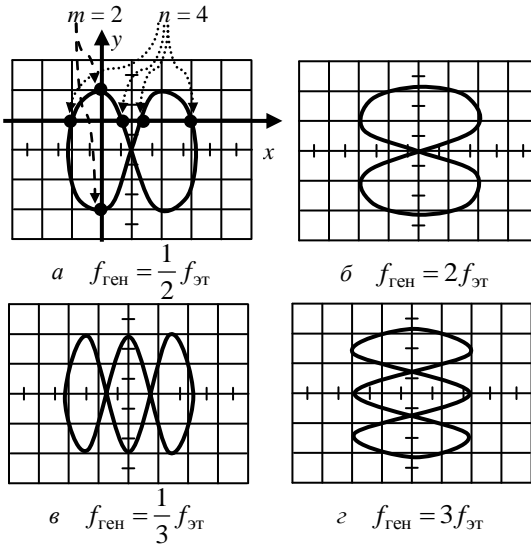 m = 2 n = 4
y
x
а f_ген = 1/2 f_эт
б f_ген = 2f_эт
в f_ген = 1/3 f_эт
г f_ген = 3f_эт